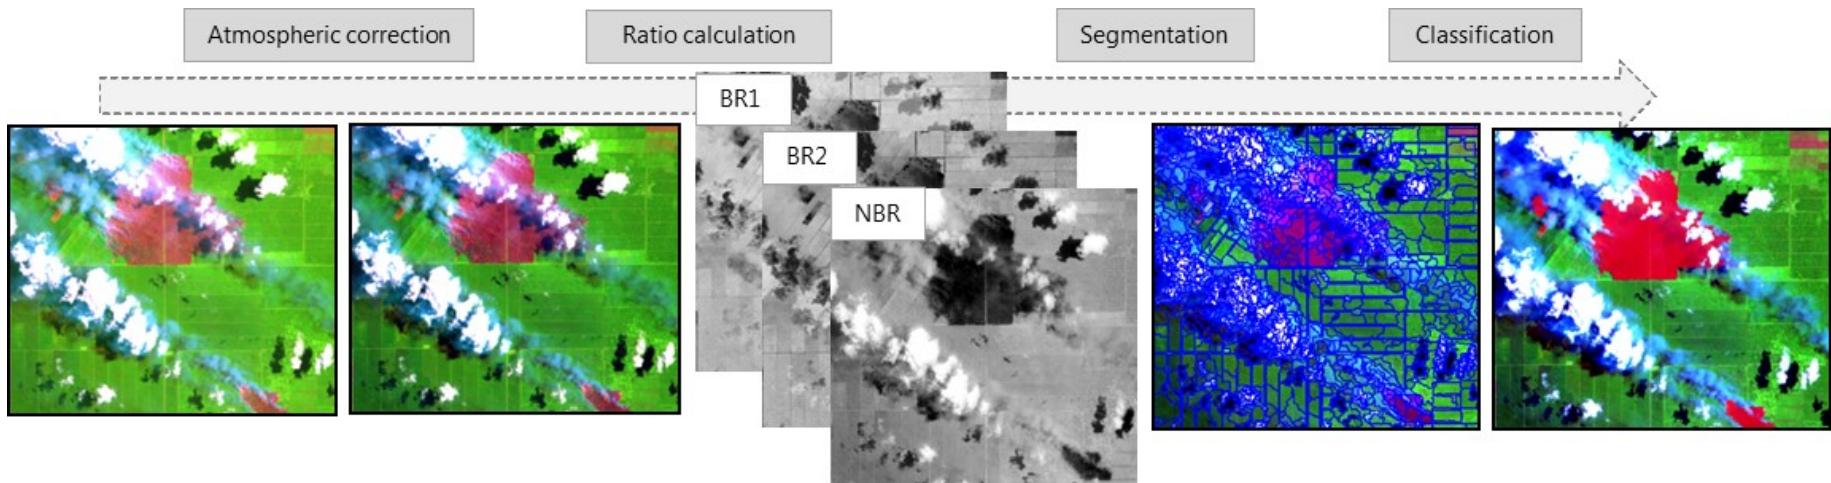 Atmospheric correction
Ratio calculation
Segmentation
Classification
BR1
BR2
NBR